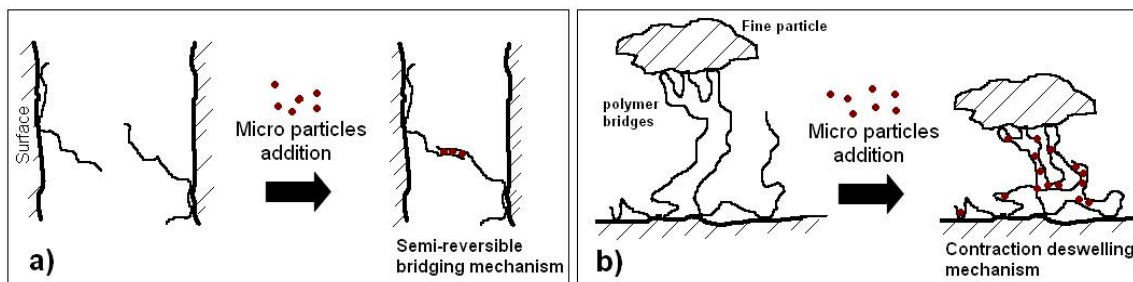 Surface
Micro particles
addition
Semi-reversible
bridging mechanism
a)
Fine particle
polymer
bridges
Micro particles
addition
Contraction deswelling
mechanism
b)